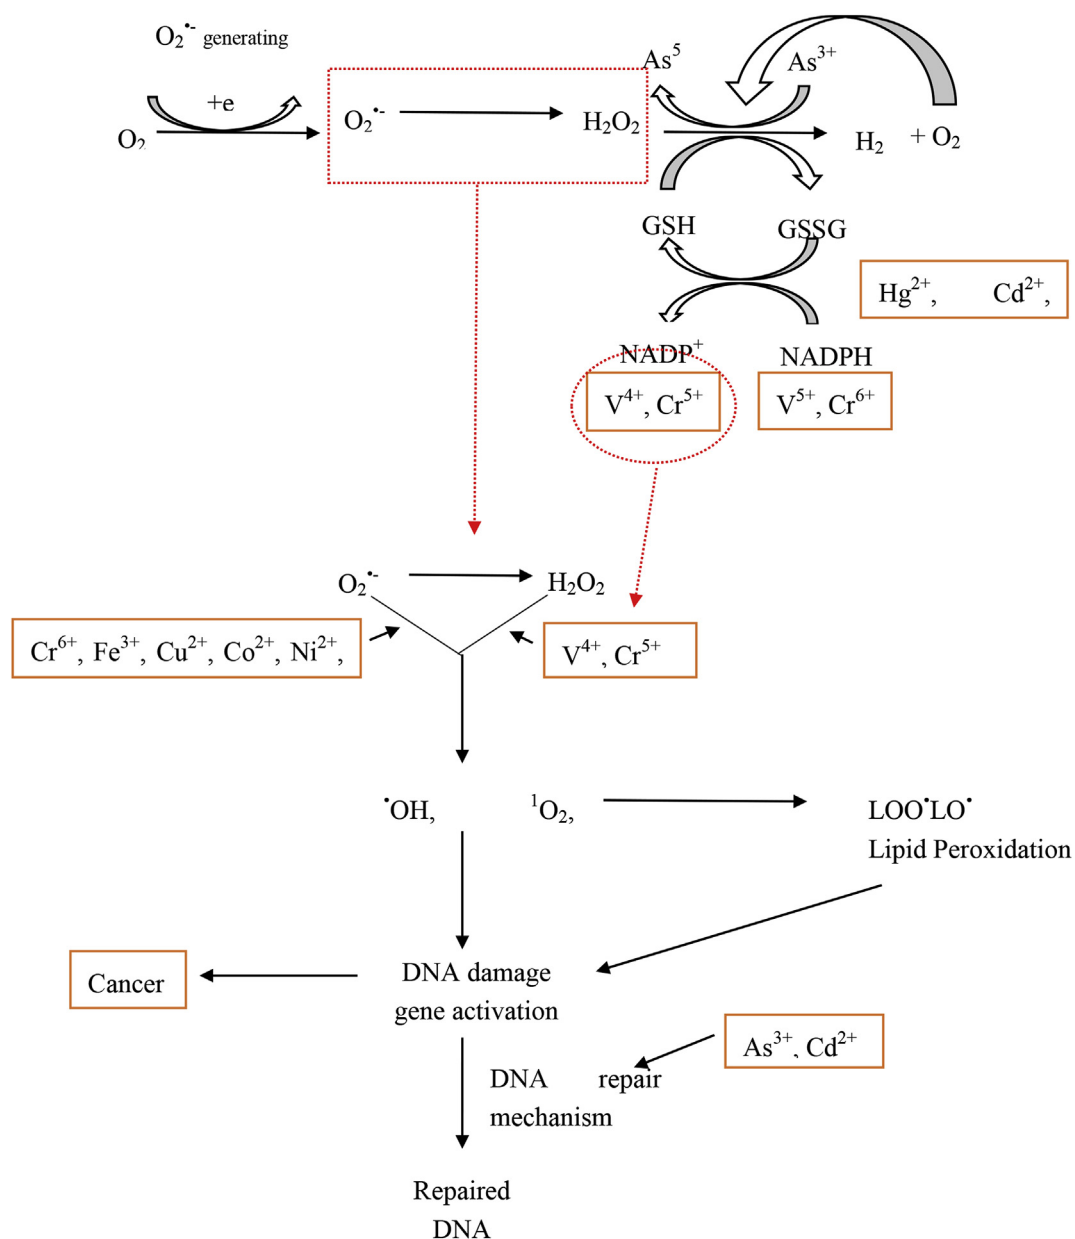 O₂•- generating
As⁵
As³⁺
+e
O₂
O₂•-
H₂O₂
H₂
+ O₂
GSH
GSSG
Hg²⁺, Cd²⁺,
NADP⁺
NADPH
V⁴⁺, Cr⁵⁺
V⁵⁺, Cr⁶⁺
O₂•-
H₂O₂
Cr⁶⁺, Fe³⁺, Cu²⁺, Co²⁺, Ni²⁺,
V⁴⁺, Cr⁵⁺
•OH,
¹O₂,
LOO•LO•
Lipid Peroxidation
Cancer
DNA damage
gene activation
As³⁺, Cd²⁺
DNA repair
mechanism
Repaired
DNA